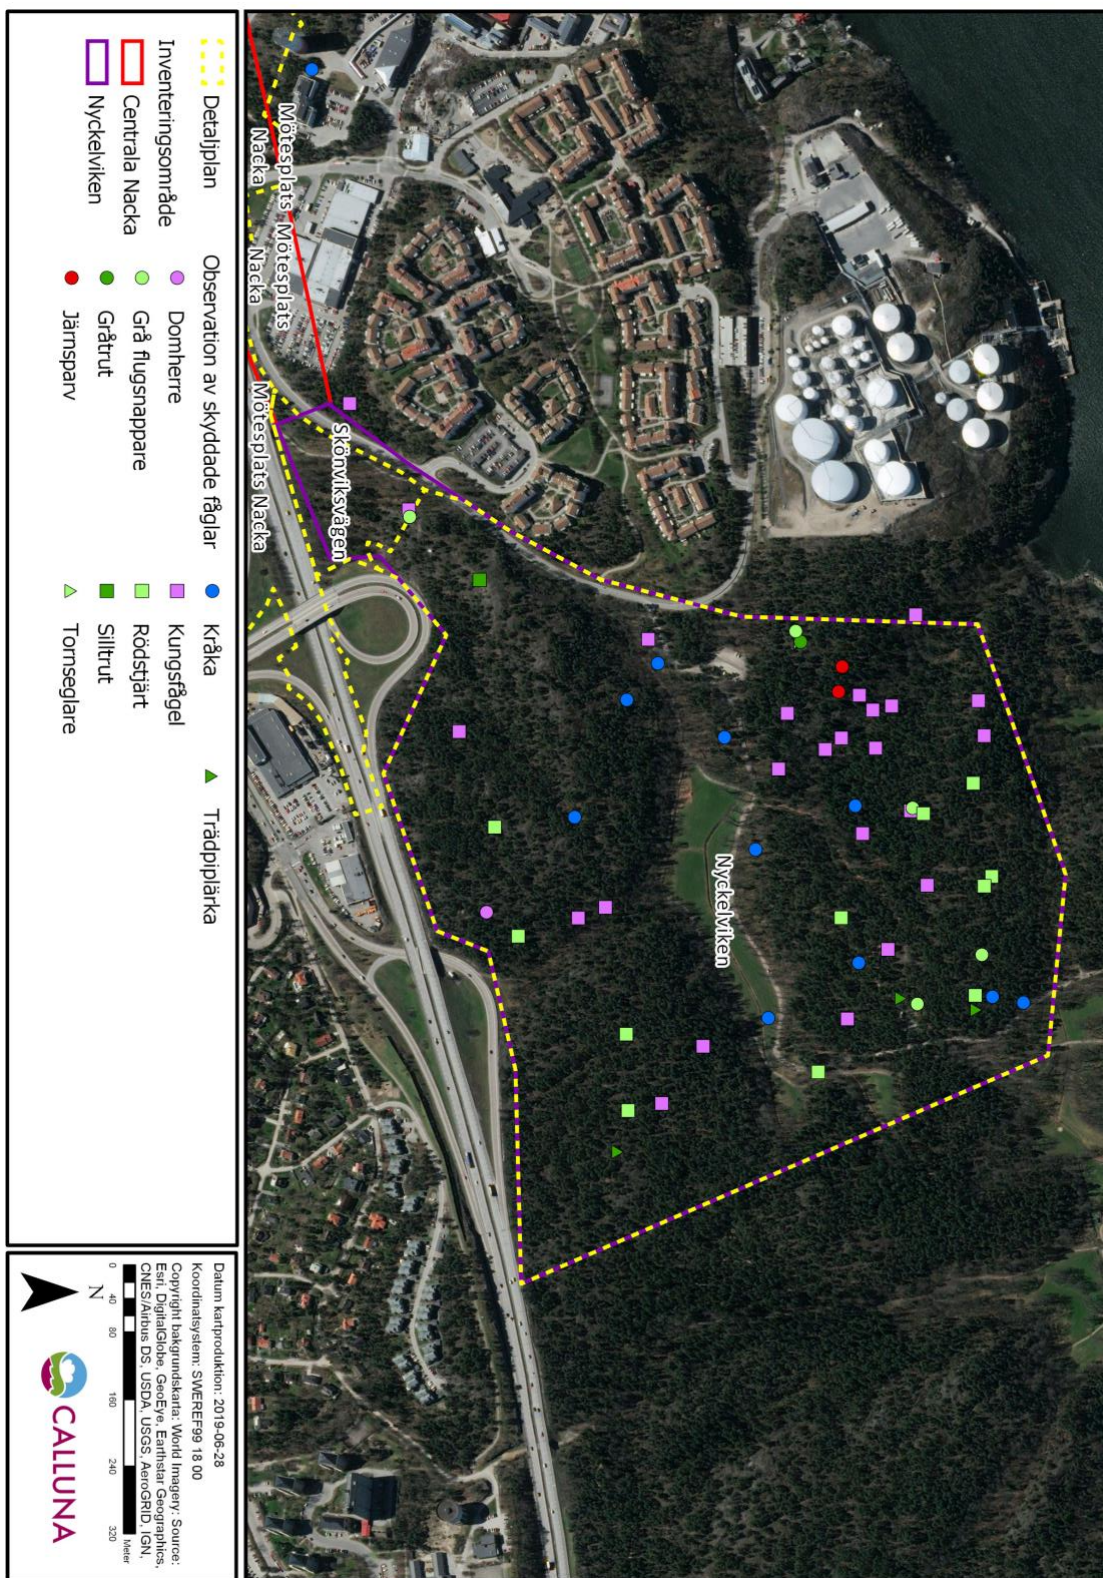 Mötesplats
Nacka
Mötesplats
Nacka
Mötesplats Nacka
Skönviksvägen
Nyckelviken
Detaljplan
Inventeringsområde
Centrala Nacka
Nyckelviken
Observation av skyddade fåglar
Domherre
Grå flugsnappare
Gråtrut
Järnsparv
Kråka
Kungsfågel
Rödstjärt
Silltrut
Tornseglare
Trädpiplärka
Datum kartproduktion: 2019-06-28
Koordinatsystem: SWEREF99 18 00
Copyright bakgrundskarta: World Imagery: Source:
Esri, DigitalGlobe, GeoEye, Earthstar Geographics,
CNES/Airbus DS, USDA, USGS, AeroGRID, IGN,
0 40 80 160 240 320
Meter
N
CALLUNA